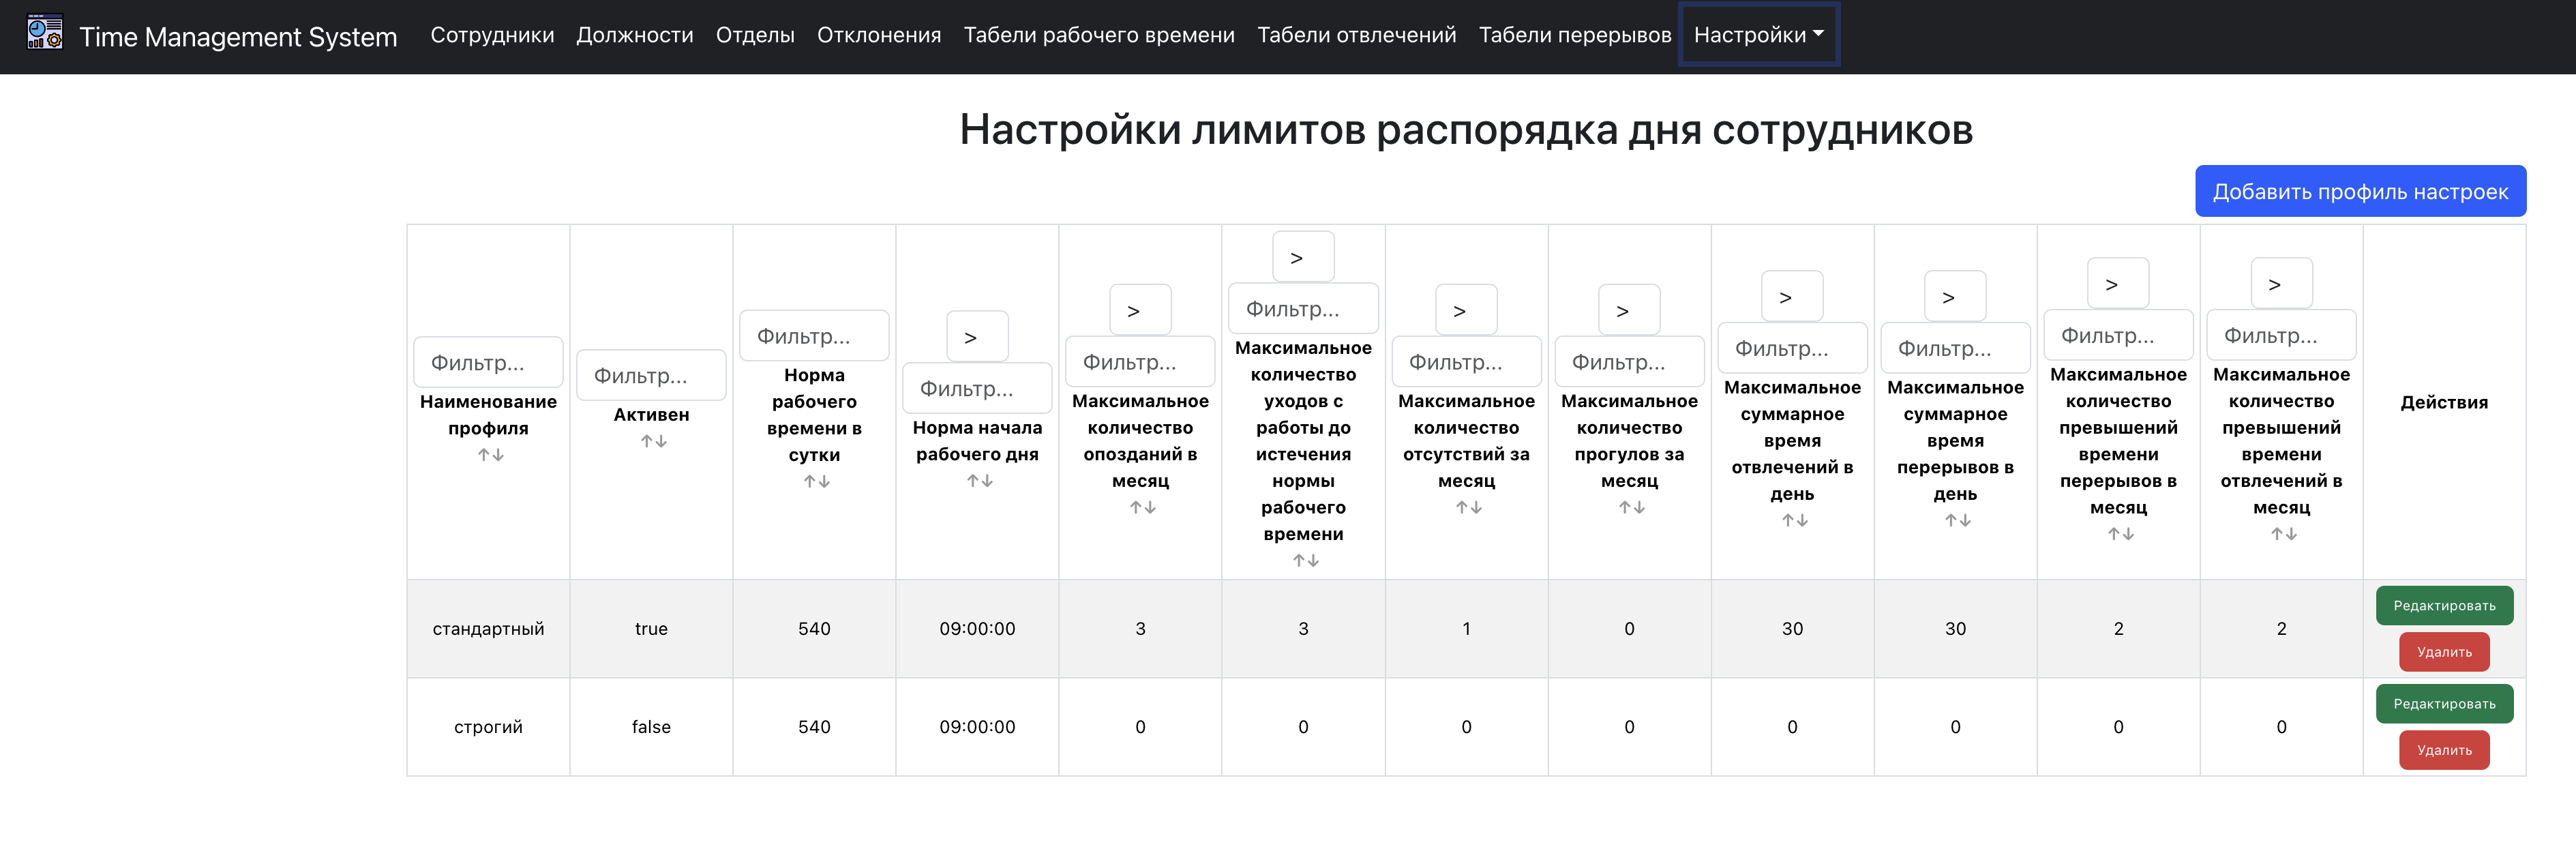 Time Management System Сотрудники Должности Отделы Отклонения Табели рабочего времени Табели отвлечений Табели перерывов Настройки
Настройки лимитов распорядка дня сотрудников
Добавить профиль настроек
Фильтр...
Наименование
профиля
↑↓
Фильтр...
Активен
↑↓
Фильтр...
Норма
рабочего
времени в
сутки
↑↓
>
Фильтр...
Норма начала
рабочего дня
↑↓
>
Фильтр...
Максимальное
количество
опозданий в
месяц
↑↓
>
Фильтр...
Максимальное
количество
уходов с
работы до
истечения
нормы
рабочего
времени
↑↓
>
Фильтр...
Максимальное
количество
отсутствий за
месяц
↑↓
>
Фильтр...
Максимальное
количество
прогулов за
месяц
↑↓
>
Фильтр...
Максимальное
суммарное
время
отвлечений в
день
↑↓
>
Фильтр...
Максимальное
суммарное
время
перерывов в
день
↑↓
>
Фильтр...
Максимальное
количество
превышений
времени
перерывов в
месяц
↑↓
>
Фильтр...
Максимальное
количество
превышений
времени
отвлечений в
месяц
↑↓
Действия
стандартный true 540 09:00:00 3 3 1 0 30 30 2 2
Редактировать
Удалить
строгий false 540 09:00:00 0 0 0 0 0 0 0 0
Редактировать
Удалить